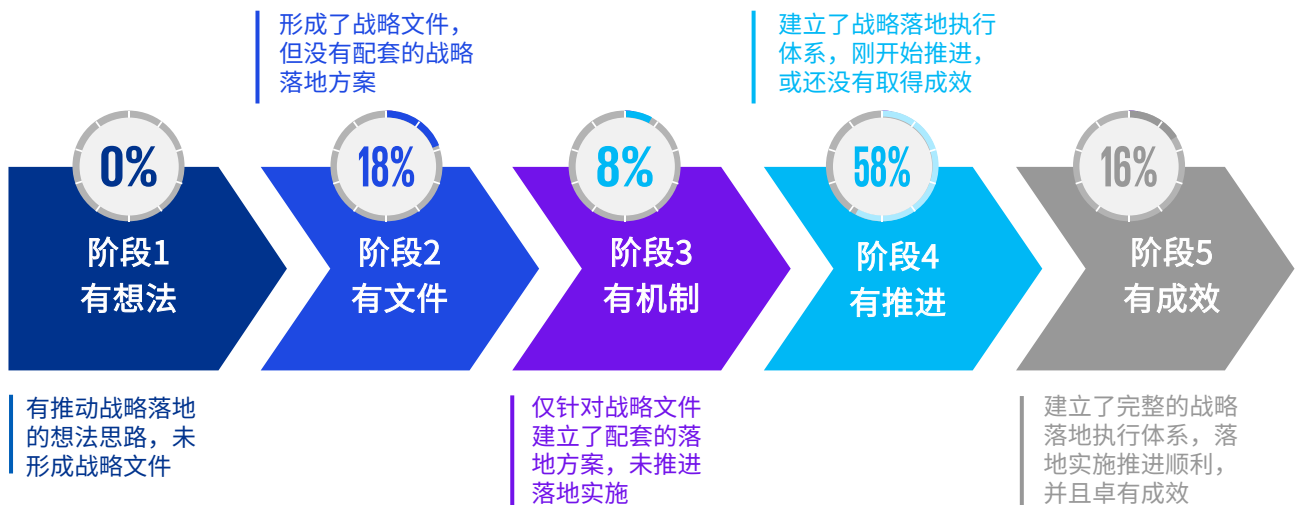 形成了战略文件，
但没有配套的战略
落地方案
建立了战略落地执行
体系，刚开始推进，
或还没有取得成效
0%
18%
8%
58%
16%
阶段1
有想法
阶段2
有文件
阶段3
有机制
阶段4
有推进
阶段5
有成效
有推动战略落地
的想法思路，未
形成战略文件
仅针对战略文件
建立了配套的落
地方案，未推进
落地实施
建立了完整的战略
落地执行体系，落
地实施推进顺利，
并且卓有成效